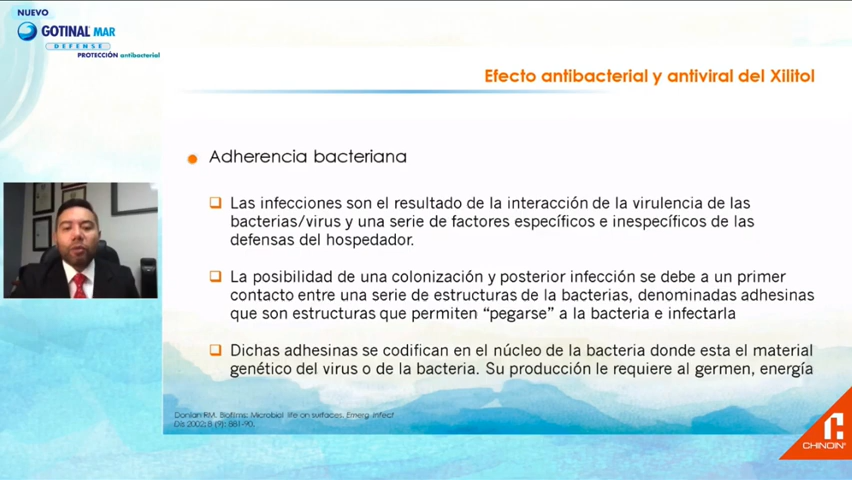 NUEVO
GOTINAL MAR
DEFENSE
PROTECCIÓN antibacterial
Efecto antibacterial y antiviral del Xilitol
Adherencia bacteriana
Las infecciones son el resultado de la interacción de la virulencia de las
bacterias/virus y una serie de factores específicos e inespecíficos de las
defensas del hospedador.
La posibilidad de una colonización y posterior infección se debe a un primer
contacto entre una serie de estructuras de la bacterias, denominadas adhesinas
que son estructuras que permiten “pegarse” a la bacteria e infectarla
Dichas adhesinas se codifican en el núcleo de la bacteria donde esta el material
genético del virus o de la bacteria. Su producción le requiere al germen, energía
Donlan RM. Biofilms: Microbial life on surfaces. Emerg Infect
Dis 2002; 8 (9): 881-90.
CHINOIN